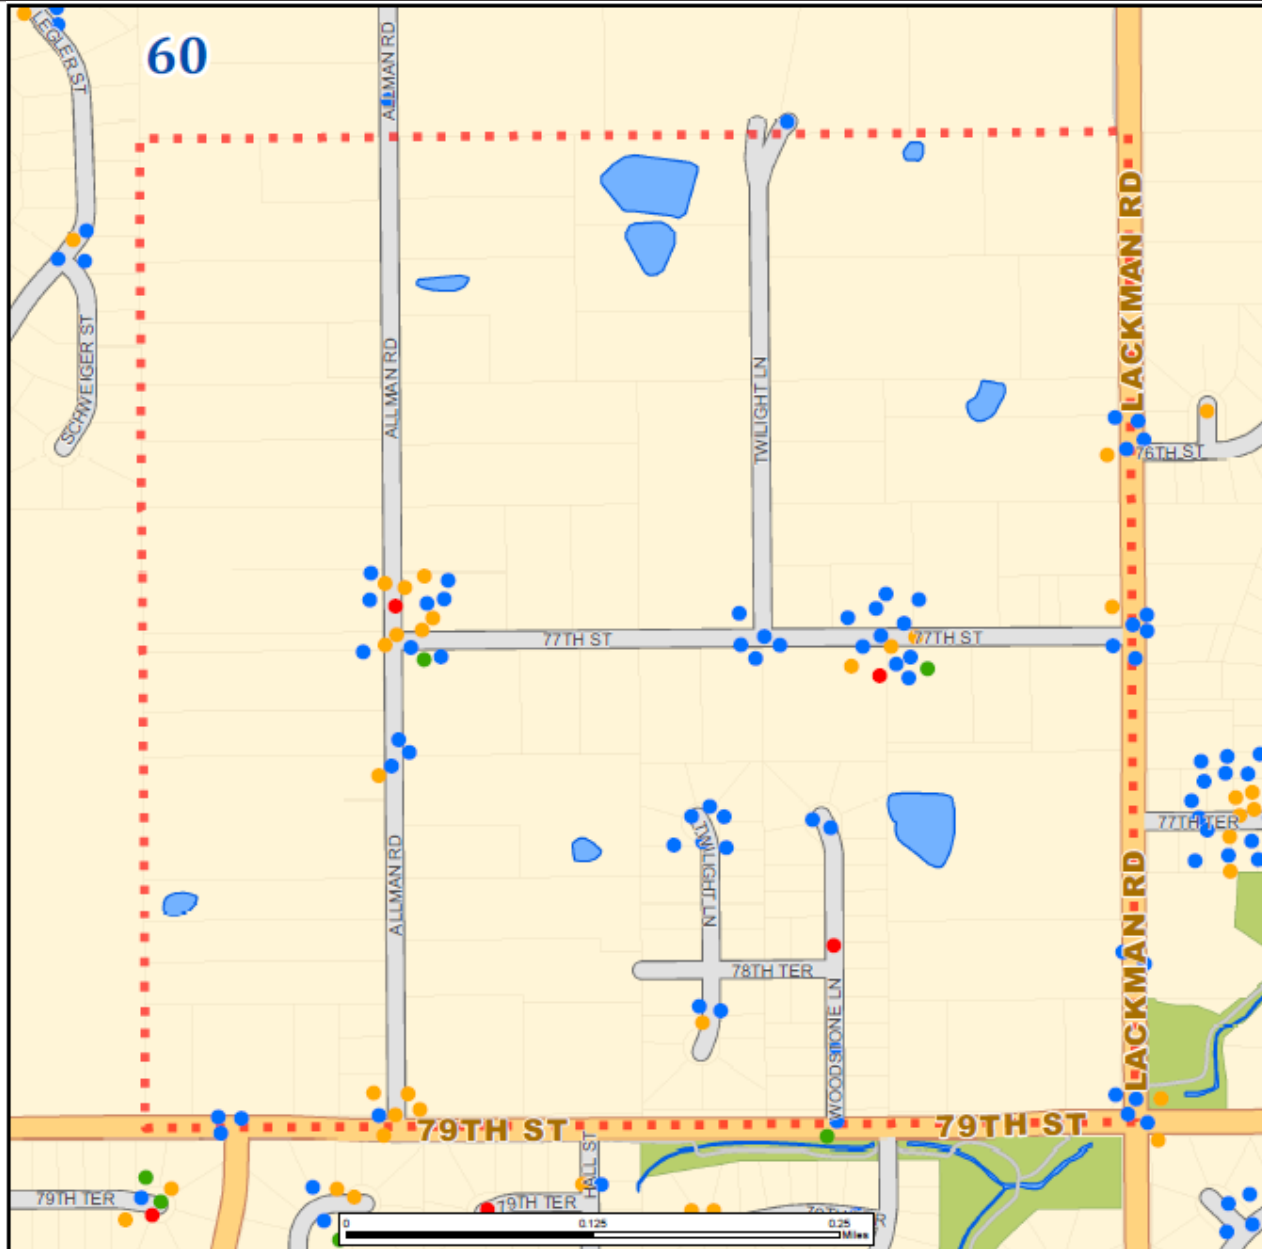 60
LEGLER ST
ALLMAN RD
LACKMAN RD
SCHWEIGER ST
ALLMAN RD
TWILIGHT LN
76TH ST
77TH ST
77TH ST
77TH TER
TWILIGHT LN
ALLMAN RD
LACKMAN RD
78TH TER
WOODSTONE LN
79TH ST
79TH ST
HALL ST
79TH TER
79TH TER
0 0.125 0.25
Miles